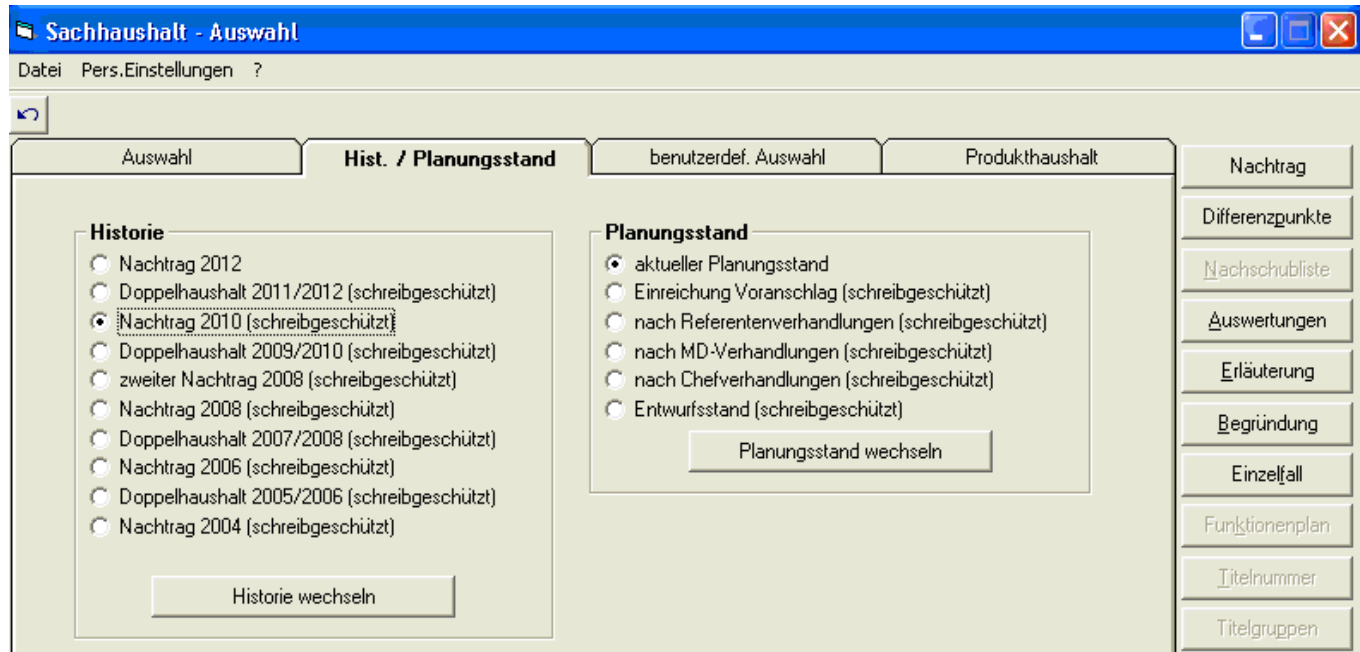 Sachhaushalt - Auswahl
Datei Pers.Einstellungen ?
Auswahl Hist. / Planungsstand benutzerdef. Auswahl Produkthaushalt
Historie
Nachtrag 2012
Doppelhaushalt 2011/2012 (schreibgeschützt)
Nachtrag 2010 (schreibgeschützt)
Doppelhaushalt 2009/2010 (schreibgeschützt)
zweiter Nachtrag 2008 (schreibgeschützt)
Nachtrag 2008 (schreibgeschützt)
Doppelhaushalt 2007/2008 (schreibgeschützt)
Nachtrag 2006 (schreibgeschützt)
Doppelhaushalt 2005/2006 (schreibgeschützt)
Nachtrag 2004 (schreibgeschützt)
Historie wechseln
Planungsstand
aktueller Planungsstand
Einreichung Voranschlag (schreibgeschützt)
nach Referentenverhandlungen (schreibgeschützt)
nach MD-Verhandlungen (schreibgeschützt)
nach Chefverhandlungen (schreibgeschützt)
Entwurfsstand (schreibgeschützt)
Planungsstand wechseln
Nachtrag
Differenzpunkte
Nachschubliste
Auswertungen
Erläuterung
Begründung
Einzelfall
Funktionenplan
Titelnummer
Titelgruppen